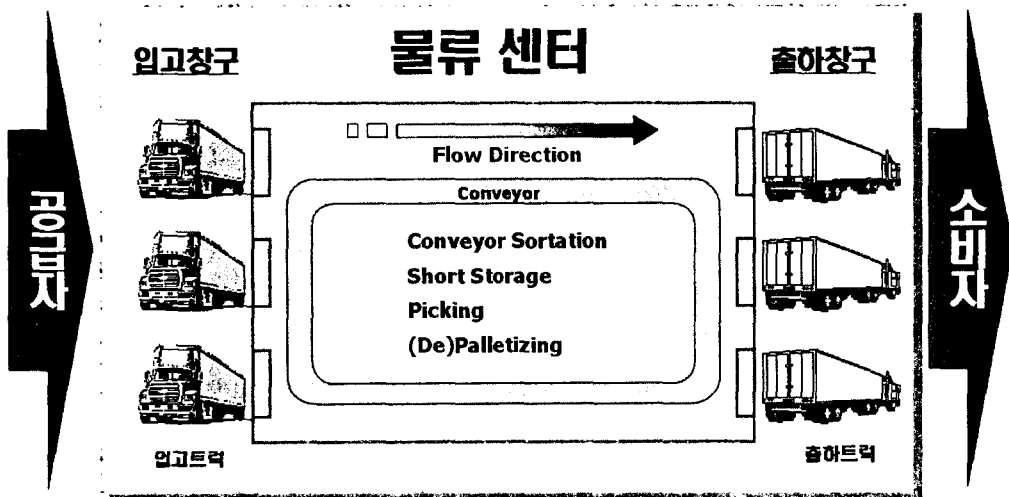 물류 센터
입고창구
출하창구
Flow Direction
Conveyor
공급자
Conveyor Sortation
Short Storage
Picking
(De)Palletizing
소비자
입고트럭
출하트럭